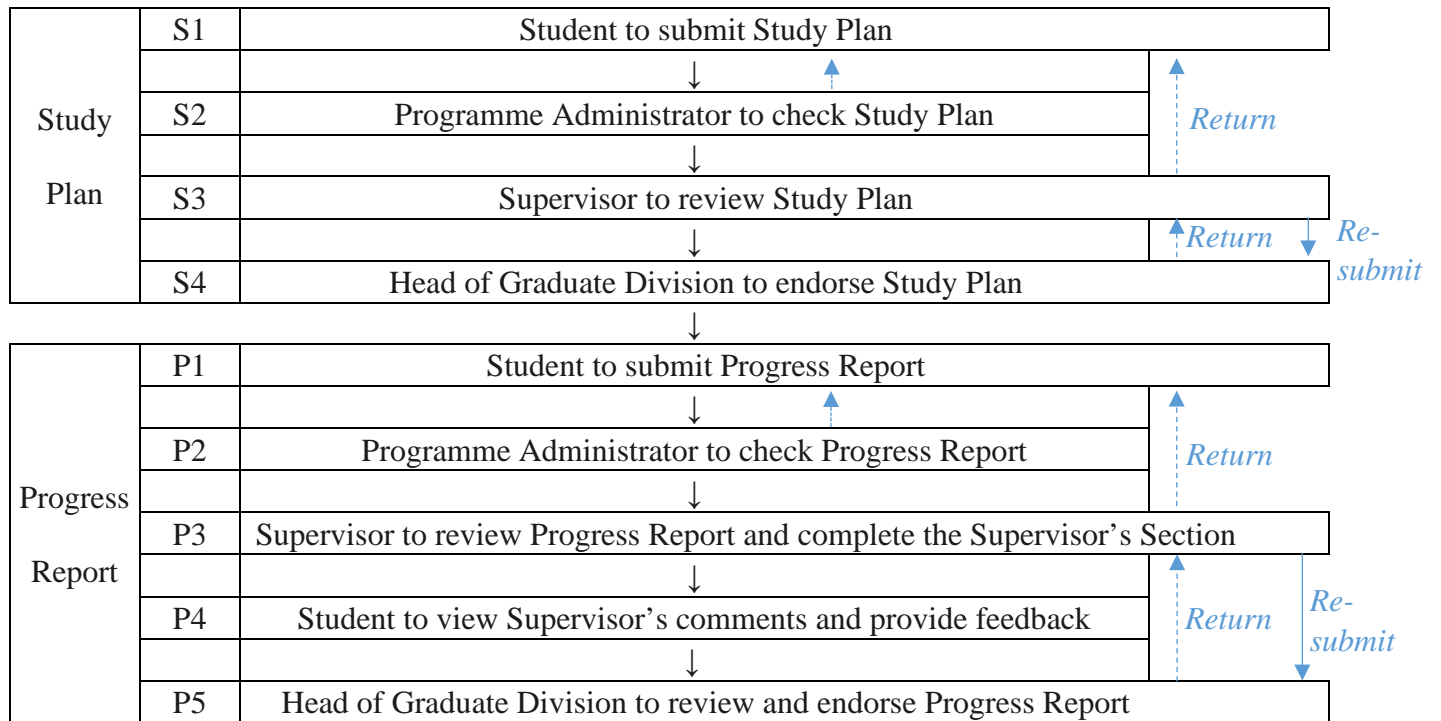 S1 Student to submit Study Plan
↓
Study S2 Programme Administrator to check Study Plan Return
↓
Plan S3 Supervisor to review Study Plan
↓ Return Re-
submit
S4 Head of Graduate Division to endorse Study Plan
↓
P1 Student to submit Progress Report
↓
P2 Programme Administrator to check Progress Report Return
↓
Progress
P3 Supervisor to review Progress Report and complete the Supervisor’s Section
Report
↓
P4 Student to view Supervisor’s comments and provide feedback Return Re-
submit
↓
P5 Head of Graduate Division to review and endorse Progress Report